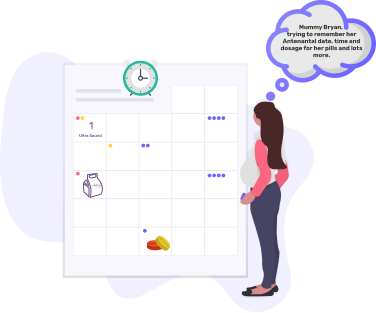 Mummy Bryan,
trying to remember her
Antenantal date, time and
dosage for her pills and lots
more.
1
Ultra Sound